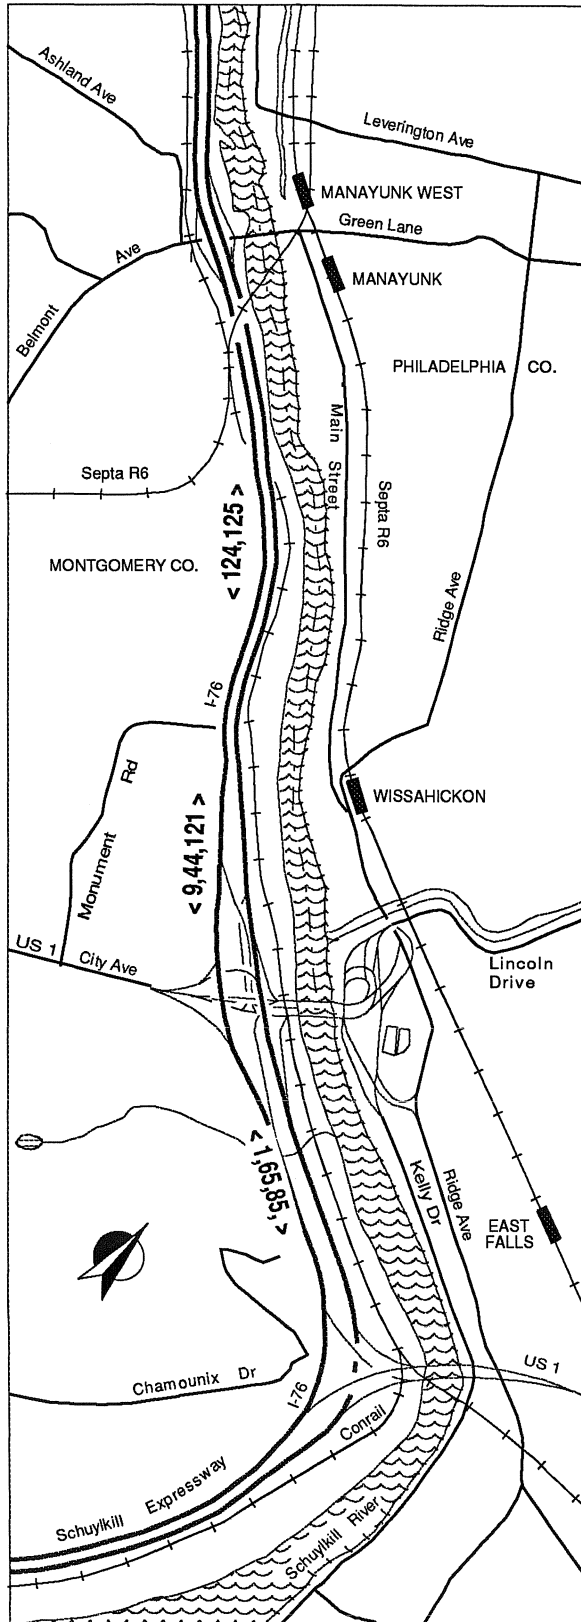 Ashland Ave
Leverington Ave
MANAYUNK WEST
Green Lane
Belmont Ave
MANAYUNK
PHILADELPHIA CO.
Main Street
Septa R6
Septa R6
< 124,125 >
MONTGOMERY CO.
Ridge Ave
I-76
Monument Rd
WISSAHICKON
< 9,44,121 >
US 1
City Ave
Lincoln
Drive
< 1,65,85, >
Kelly Dr
Ridge Ave
EAST
FALLS
US 1
Chamounix Dr
I-76
Conrail
Schuylkill Expressway
Schuylkill River